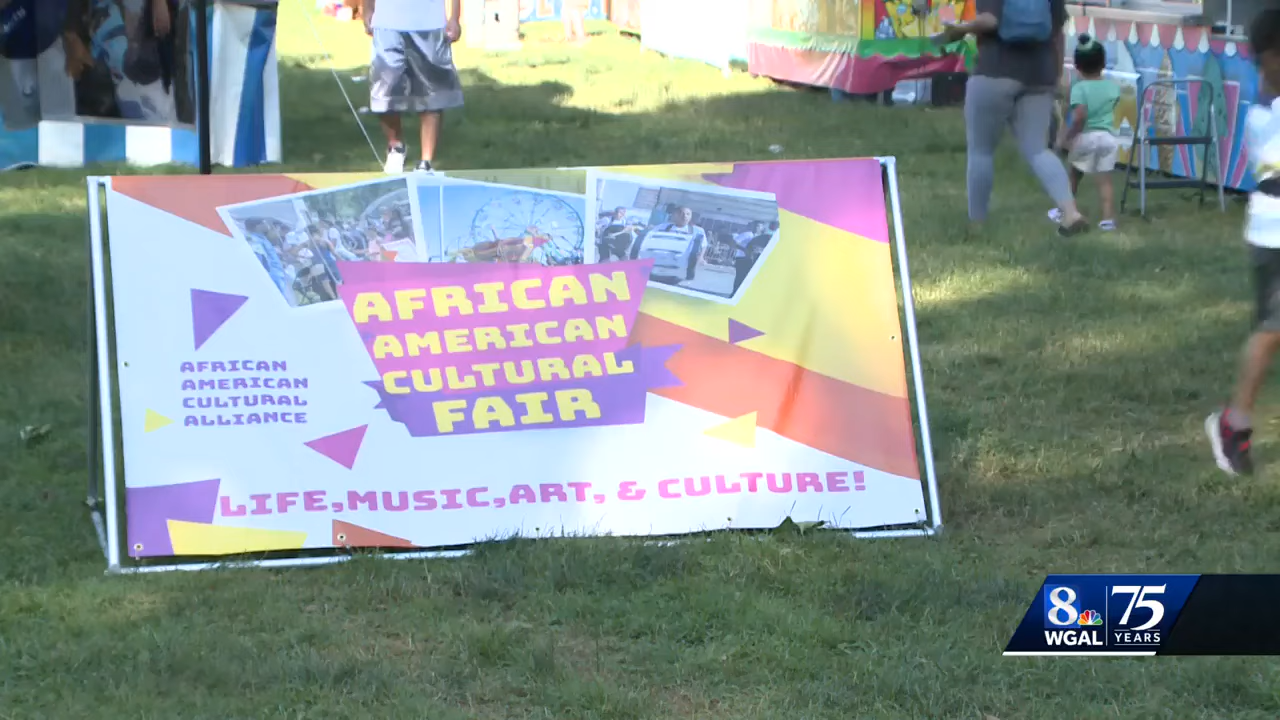 AFRICAN
AMERICAN
CULTURAL
FAIR
AFRICAN
AMERICAN
CULTURAL
ALLIANCE
LIFE,MUSIC,ART, & CULTURE!
8
WGAL
75
YEARS